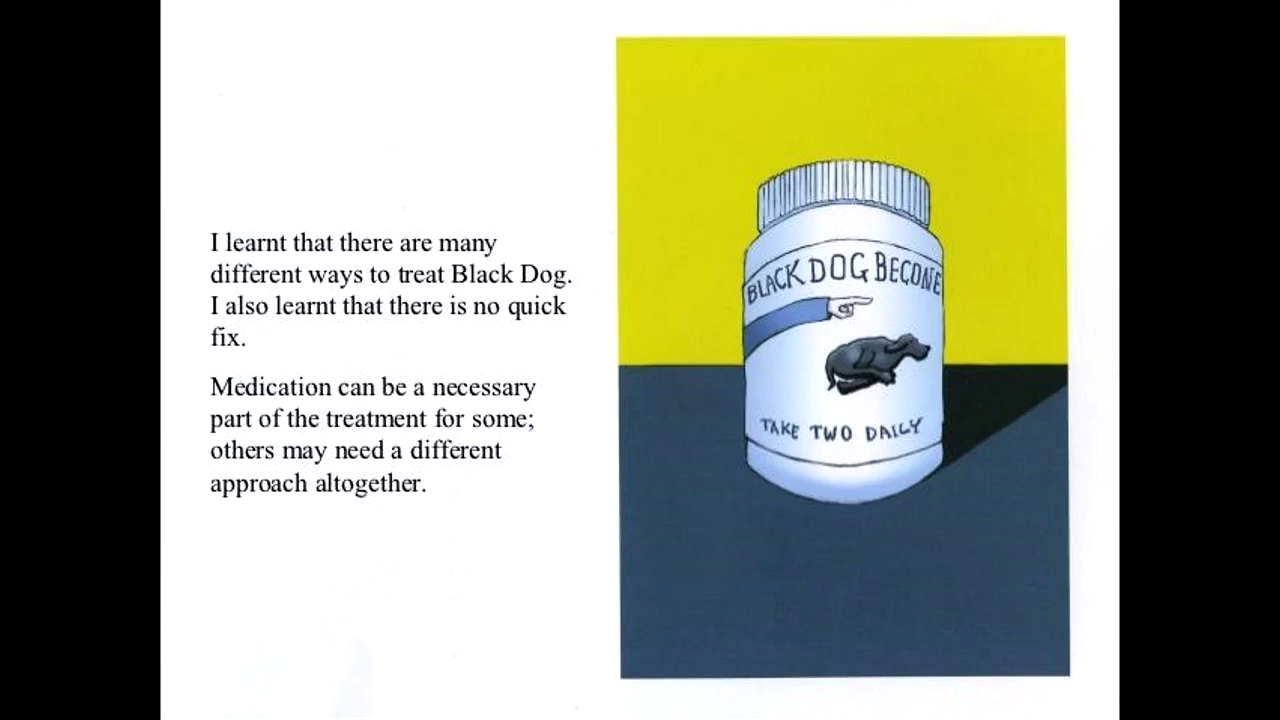 I learnt that there are many
different ways to treat Black Dog.
I also learnt that there is no quick
fix.
Medication can be a necessary
part of the treatment for some;
others may need a different
approach altogether.
BLACK DOG BEGONE
TAKE TWO DAILY